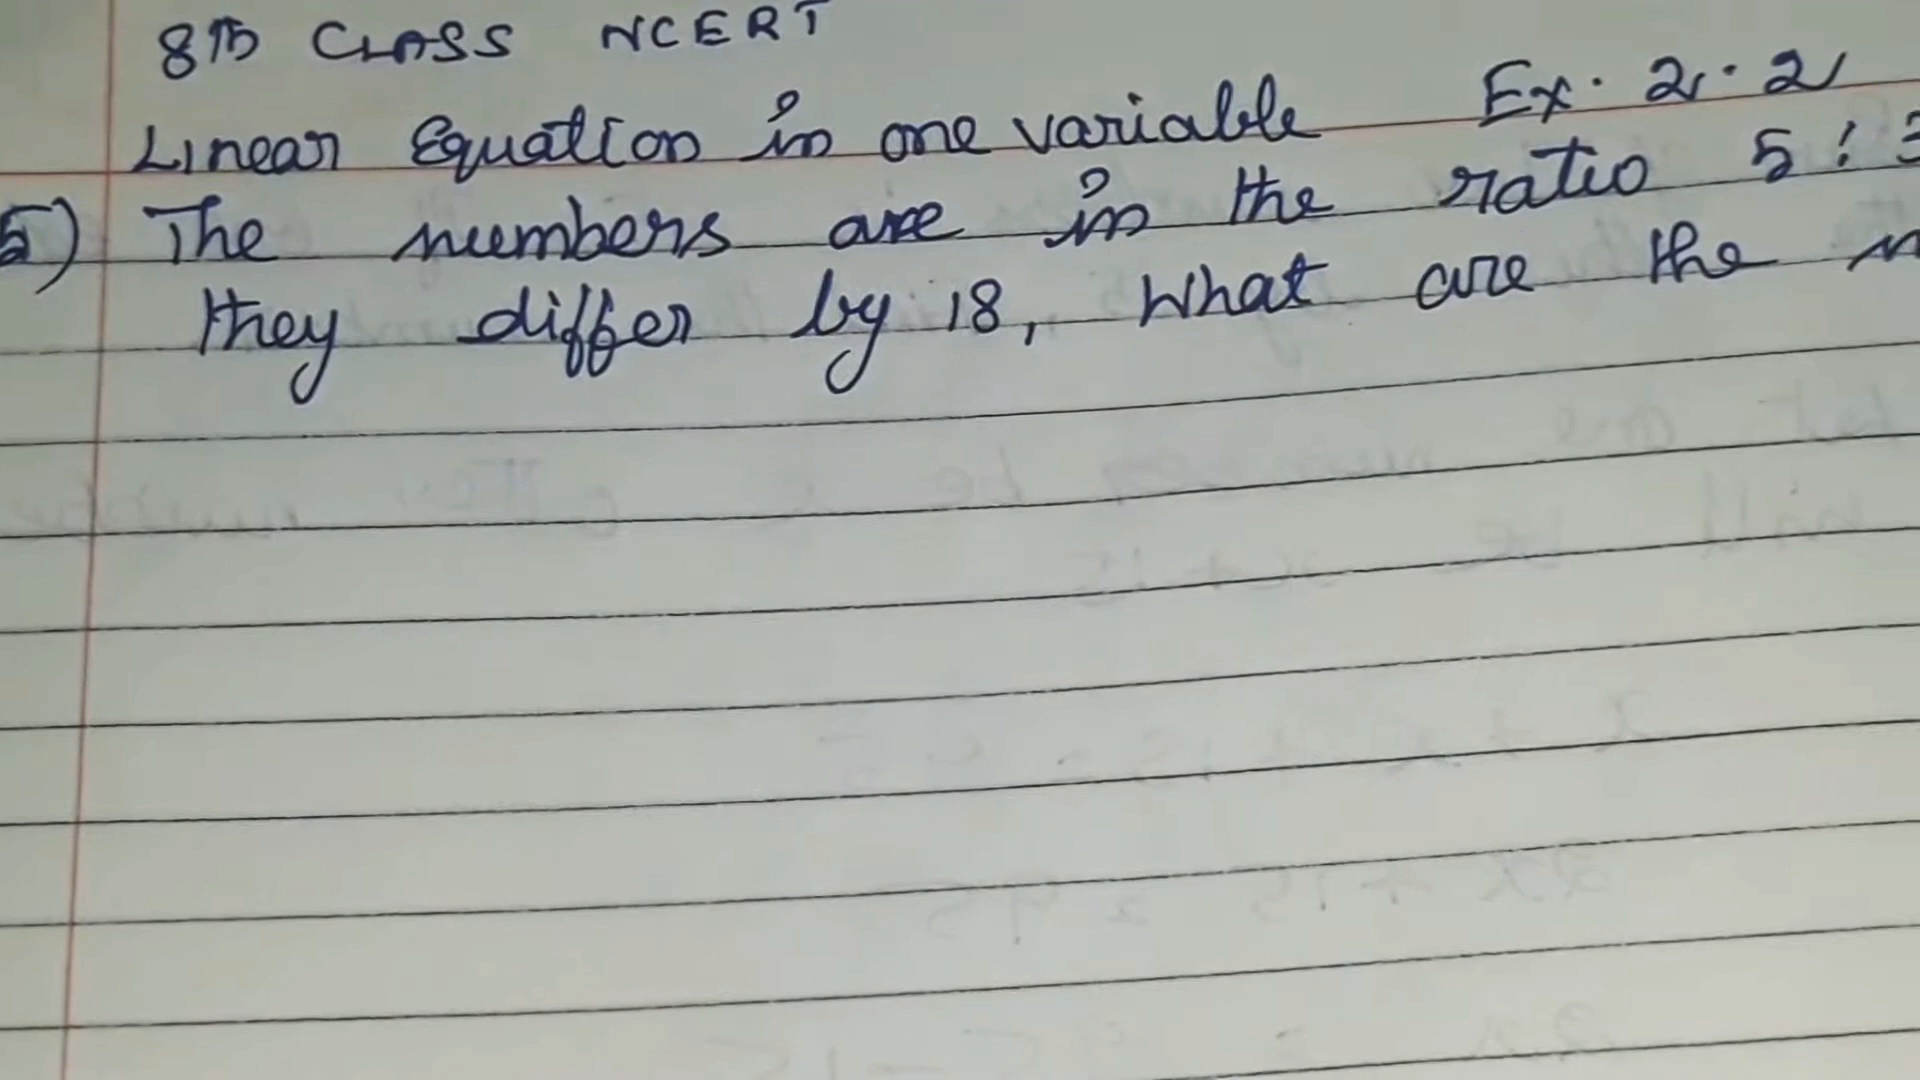 8th CLASS NCERT
Linear Equation in one variable Ex. 2.2
5) The numbers are in the ratio 5:
they differ by 18, What are the